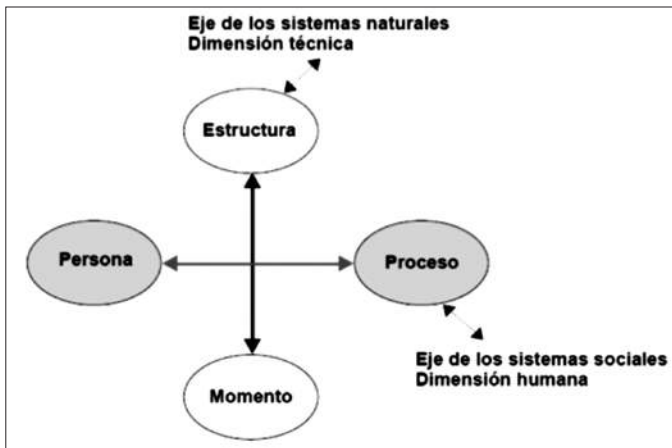 Eje de los sistemas naturales
Dimensión técnica
Estructura
Persona
Proceso
Momento
Eje de los sistemas sociales
Dimensión humana